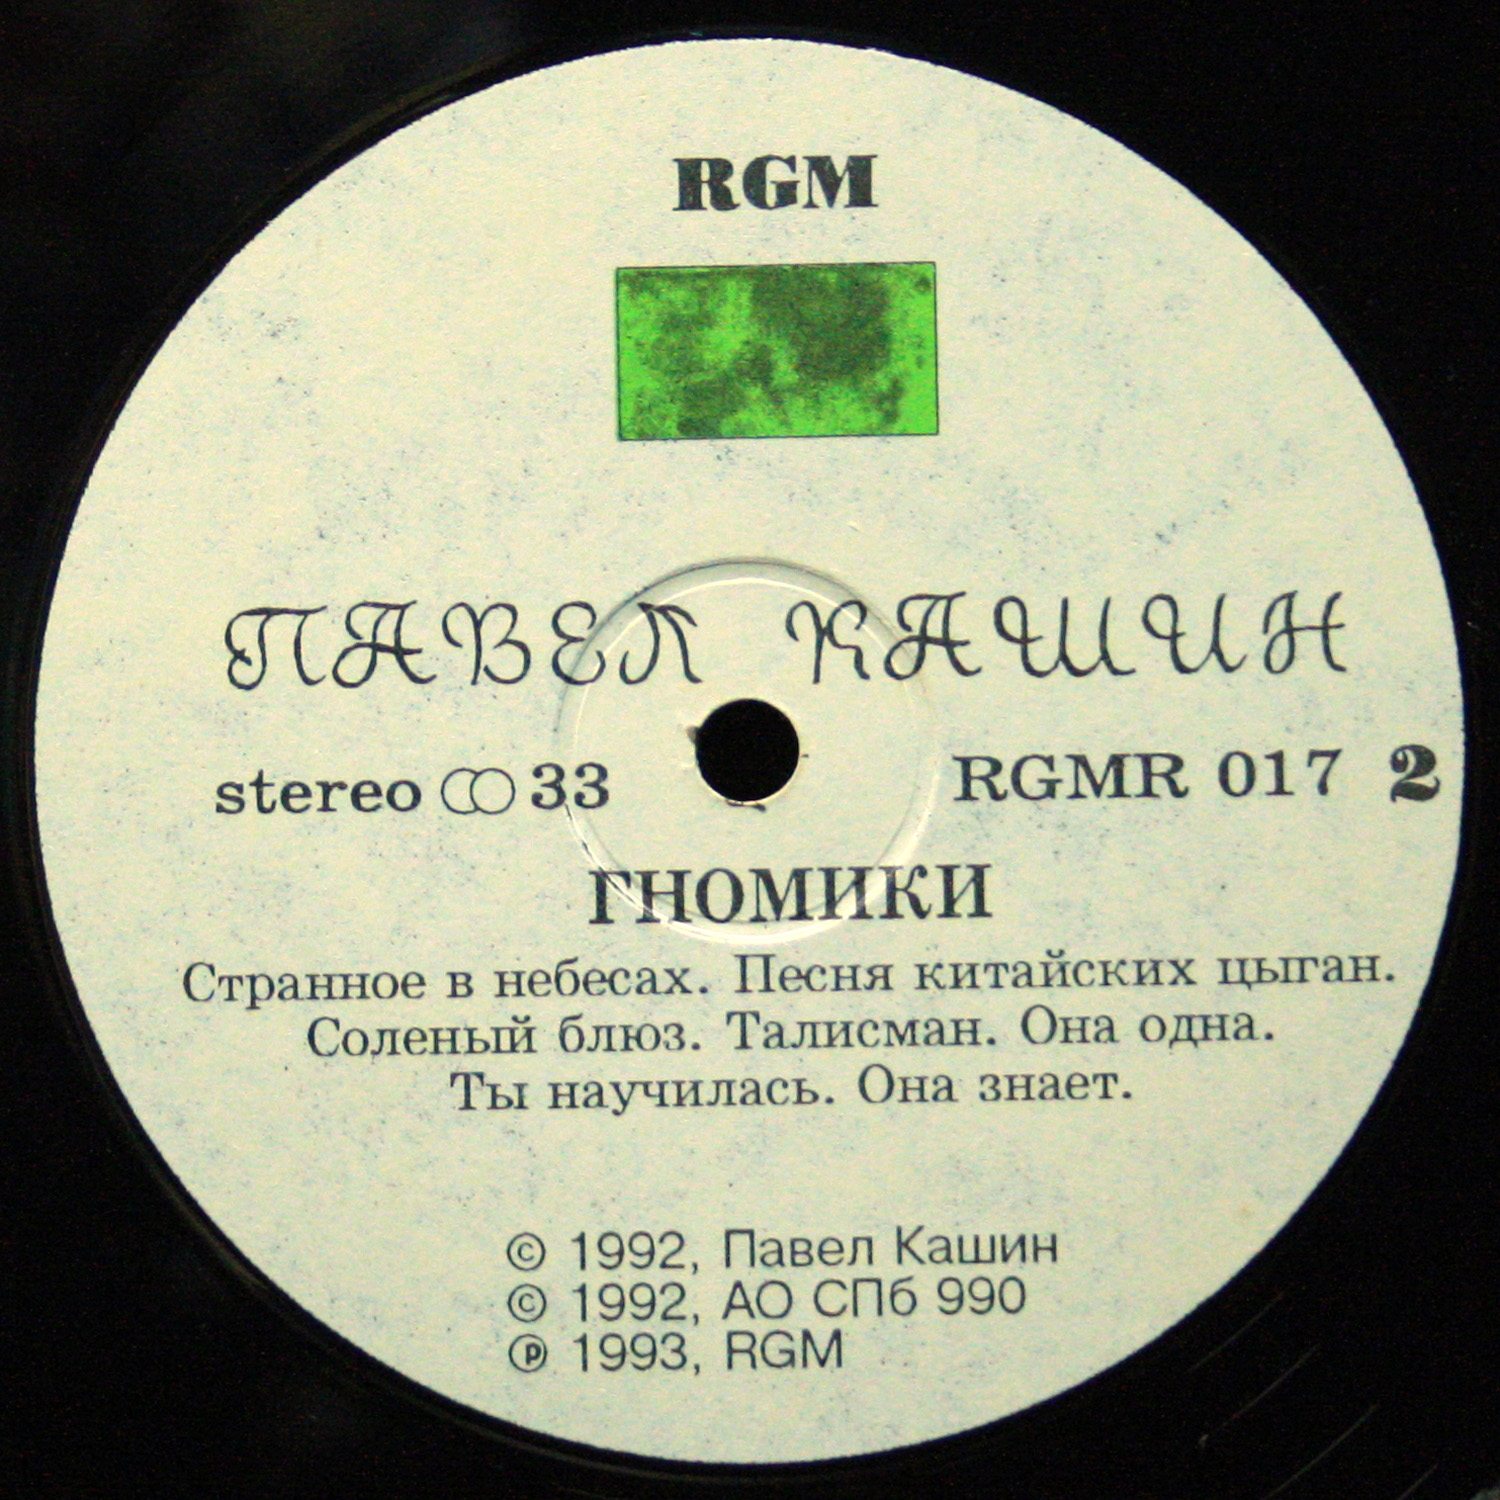 RGM
ПАВЕЛ КАШИН
stereo 33 RGMR 017 2
ГНОМИКИ
Странное в небесах. Песня китайских цыган.
Соленый блюз. Талисман. Она одна.
Ты научилась. Она знает.
© 1992, Павел Кашин
© 1992, АО СПб 990
℗ 1993, RGM